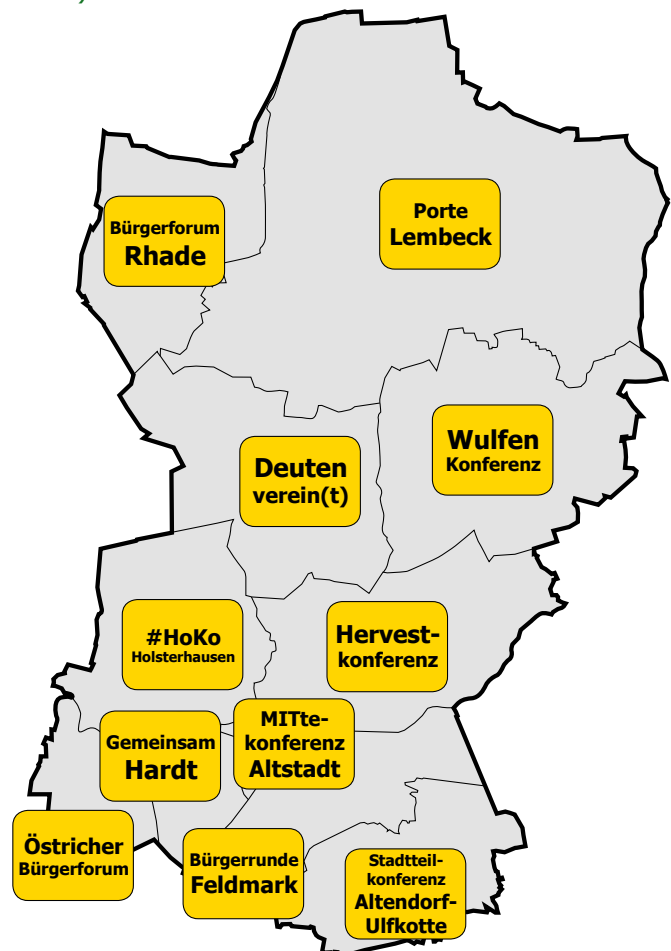 Bürgerforum
Rhade
Porte
Lembeck
Wulfen
Konferenz
Deuten
verein(t)
#HoKo
Holsterhausen
Hervest-
konferenz
MITte-
konferenz
Altstadt
Gemeinsam
Hardt
Östricher
Bürgerforum
Bürgerrunde
Feldmark
Stadtteil-
konferenz
Altendorf-
Ulfkotte